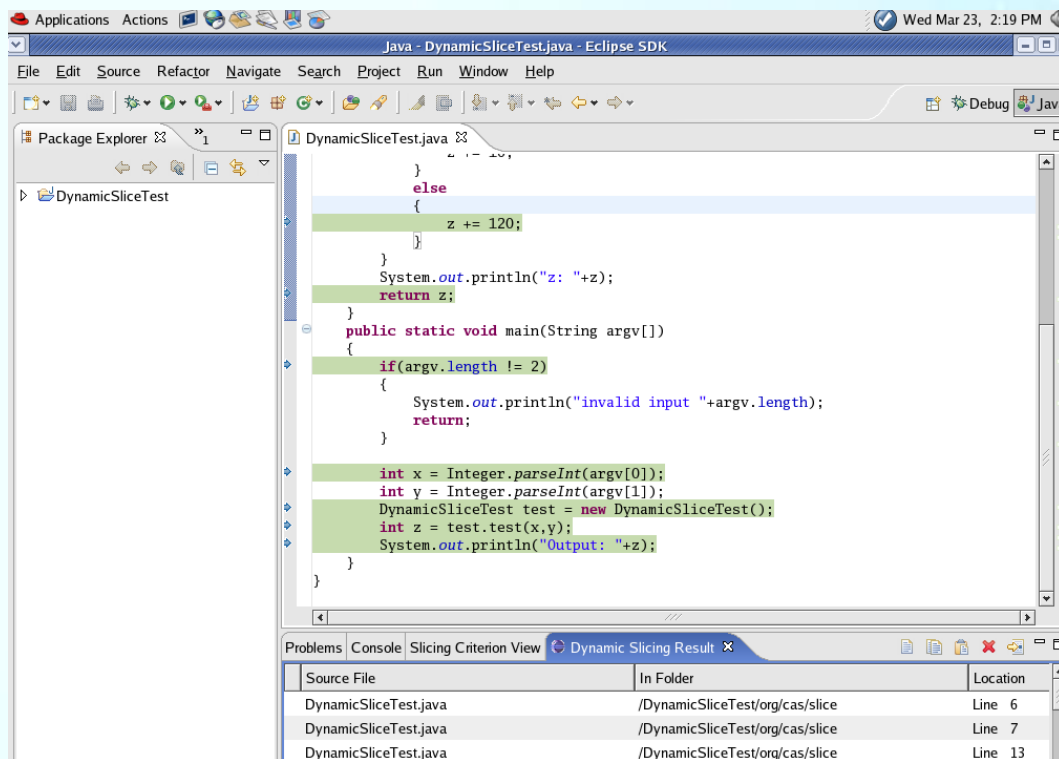 Applications Actions Wed Mar 23, 2:19 PM
Java - DynamicSliceTest.java - Eclipse SDK
File Edit Source Refactor Navigate Search Project Run Window Help
Debug Jav
Package Explorer »1
DynamicSliceTest.java
DynamicSliceTest
z += 10;
}
else
{
z += 120;
}
}
System.out.println("z: "+z);
return z;
}
public static void main(String argv[])
{
if(argv.length != 2)
{
System.out.println("invalid input "+argv.length);
return;
}
int x = Integer.parseInt(argv[0]);
int y = Integer.parseInt(argv[1]);
DynamicSliceTest test = new DynamicSliceTest();
int z = test.test(x,y);
System.out.println("Output: "+z);
}
}
Problems Console Slicing Criterion View Dynamic Slicing Result
Source File In Folder Location
DynamicSliceTest.java /DynamicSliceTest/org/cas/slice Line 6
DynamicSliceTest.java /DynamicSliceTest/org/cas/slice Line 7
DynamicSliceTest.java /DynamicSliceTest/org/cas/slice Line 13